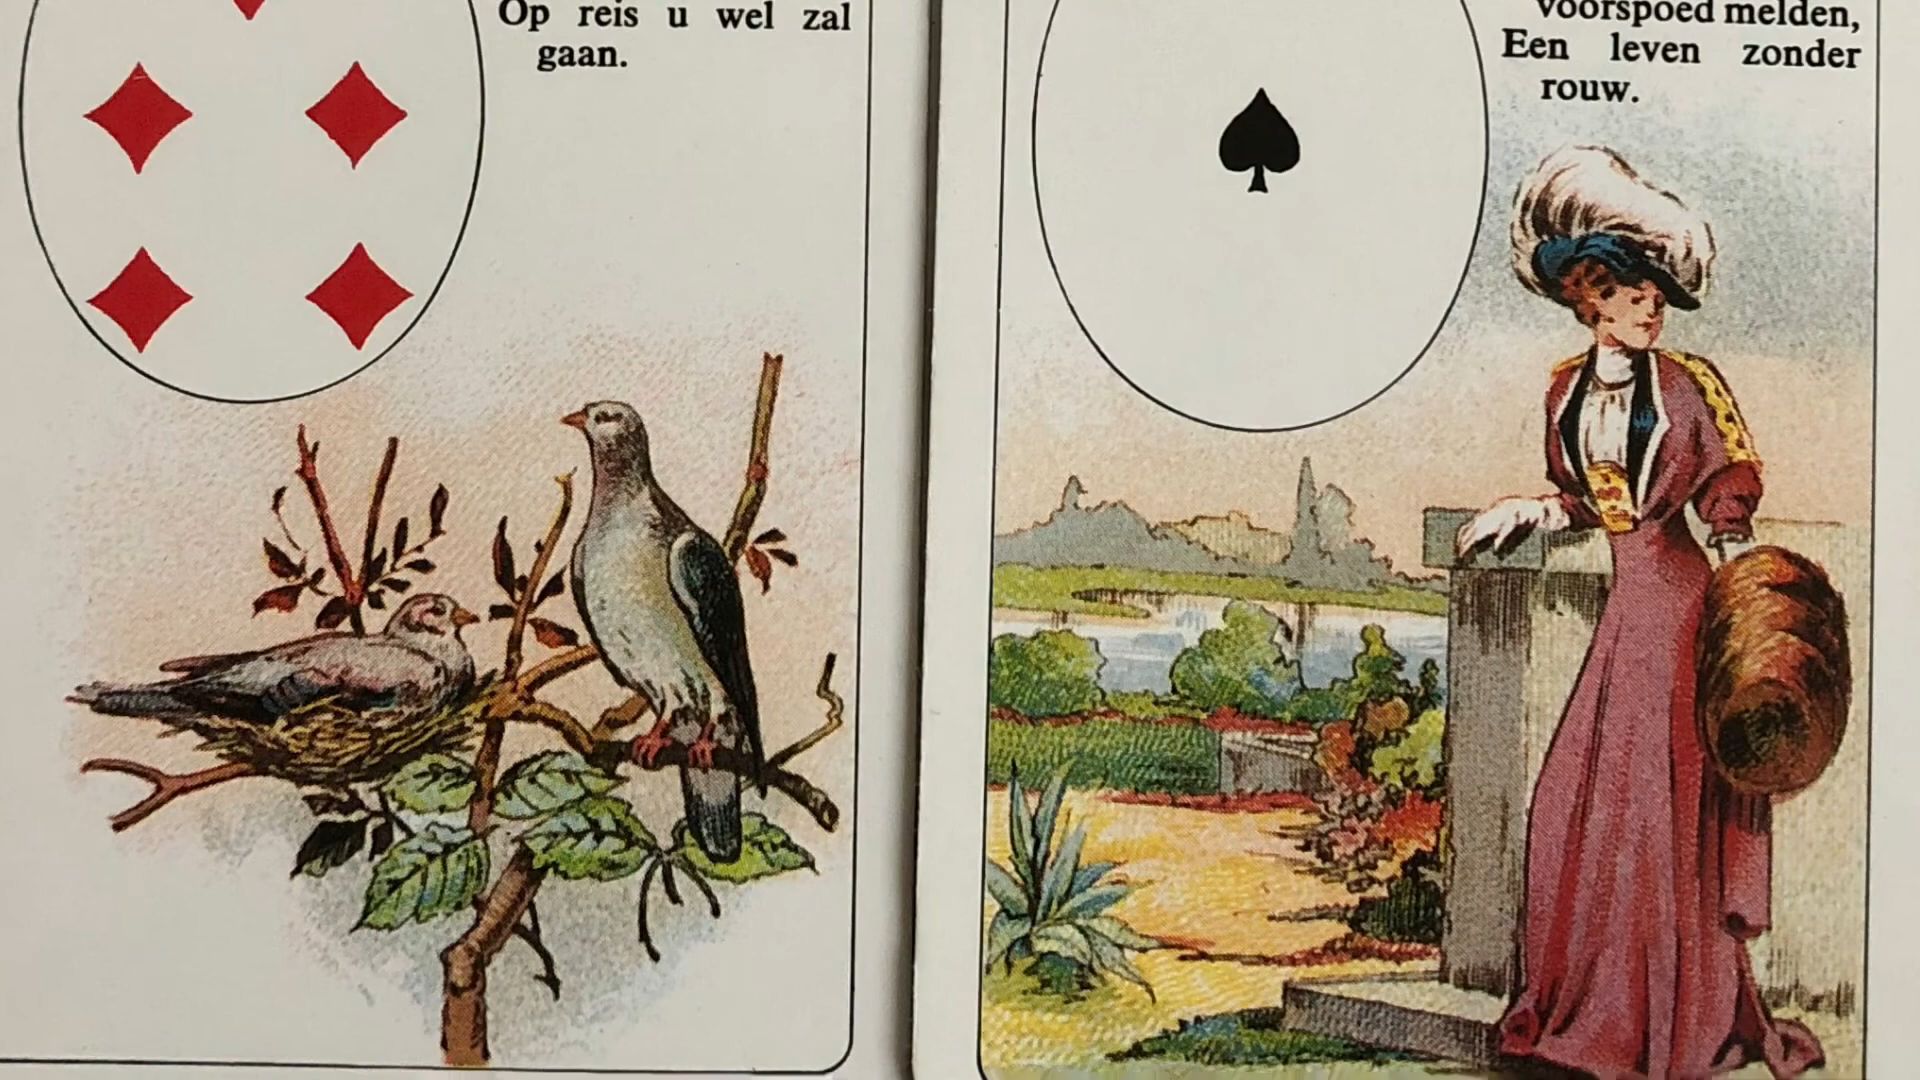 Op reis u wel zal
gaan.
voorspoed melden,
Een leven zonder
rouw.